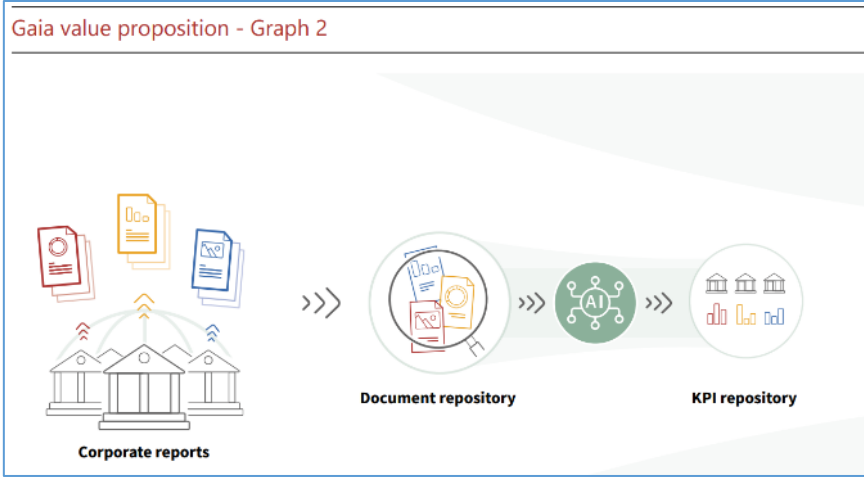 Gaia value proposition - Graph 2
AI
Document repository
KPI repository
Corporate reports